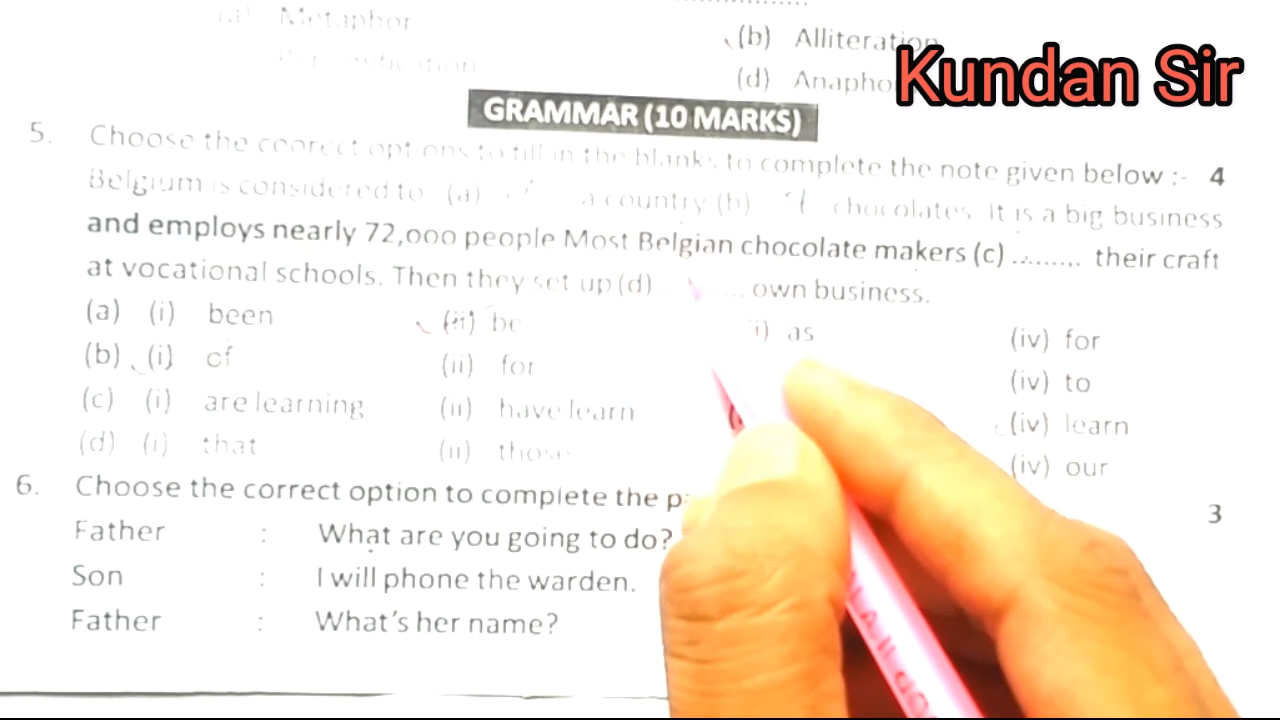 (a) Metaphor
(b) Alliteration
(d) Anapho
Kundan Sir
GRAMMAR (10 MARKS)
5. Choose the coorect options to fill in the blanks to complete the note given below :- 4
Belgium is considered to (a) a country (b) of chocolates. It is a big business
and employs nearly 72,000 people Most Belgian chocolate makers (c) ......... their craft
at vocational schools. Then they set up (d) ... own business.
(a) (i) been (ii) be i) as (iv) for
(b) (i) of (ii) for (iv) to
(c) (i) are learning (ii) have learn (iv) learn
(d) (i) that (ii) those (iv) our
6. Choose the correct option to complete the 3
Father : What are you going to do?
Son : I will phone the warden.
Father : What's her name?